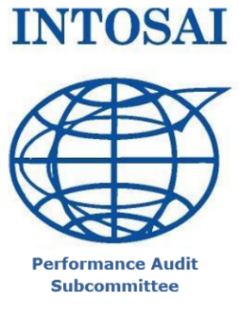 INTOSAI
Performance Audit
Subcommittee